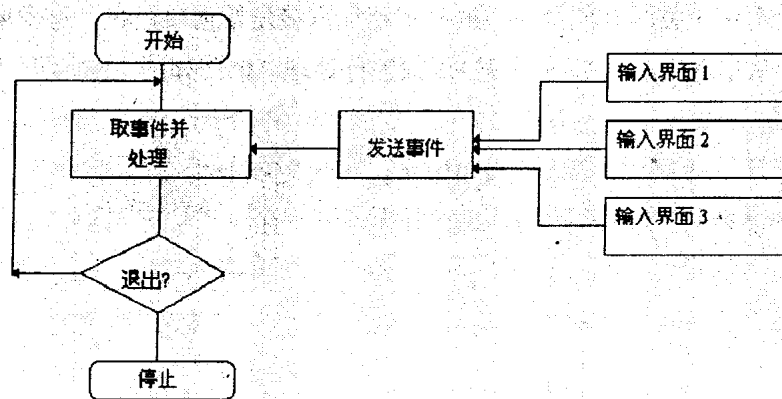 开始
取事件并
处理
发送事件
输入界面 1
输入界面 2
输入界面 3
退出?
停止